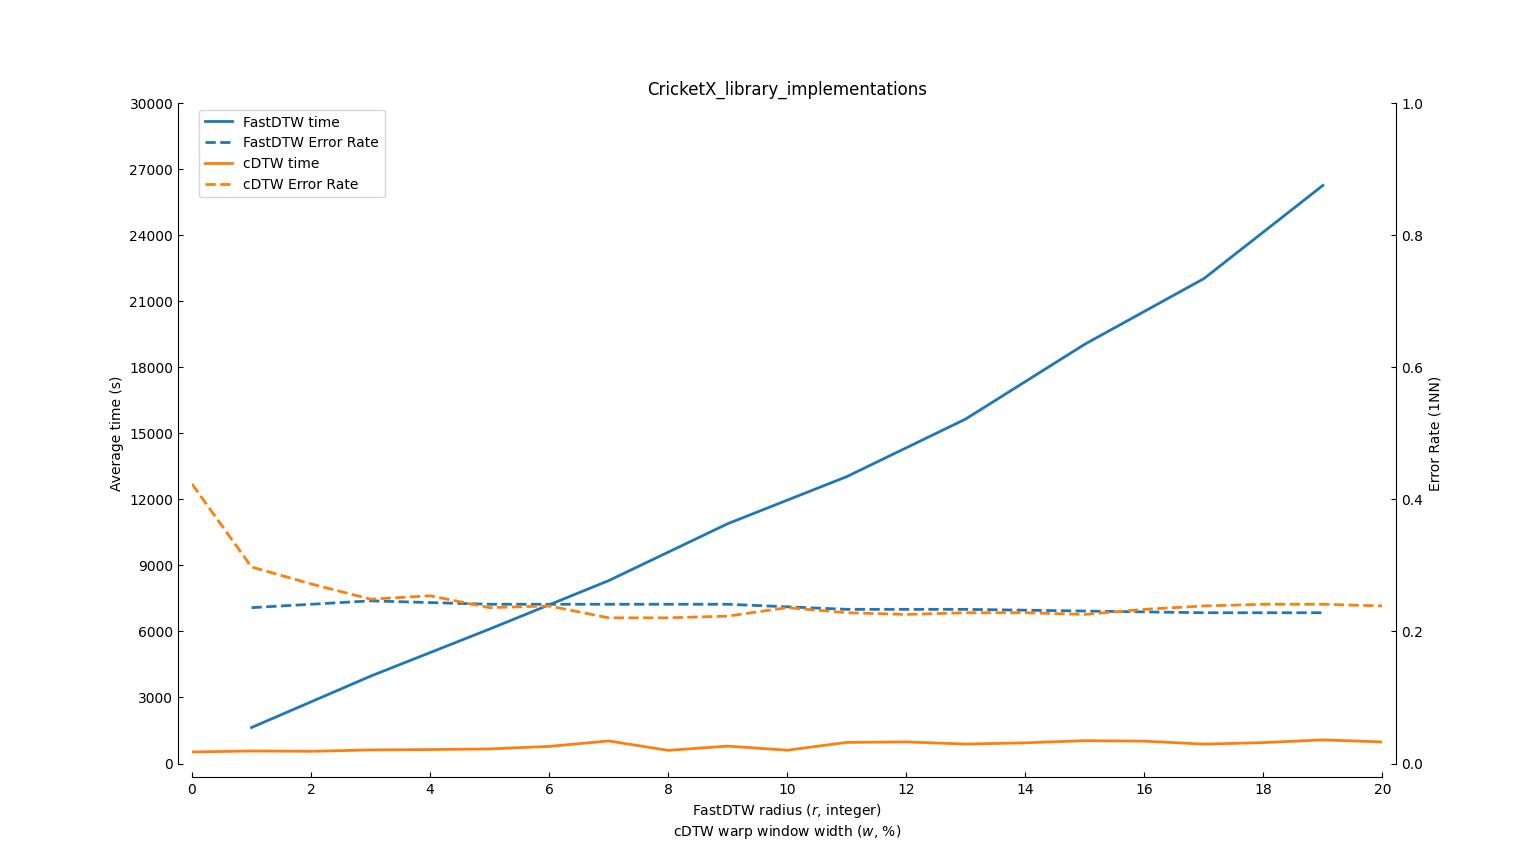 CricketX_library_implementations
FastDTW time
FastDTW Error Rate
cDTW time
cDTW Error Rate
30000
27000
24000
21000
18000
15000
12000
9000
6000
3000
0
Average time (s)
1.0
0.8
0.6
0.4
0.2
0.0
Error Rate (1NN)
0 2 4 6 8 10 12 14 16 18 20
FastDTW radius (r, integer)
cDTW warp window width (w, %)